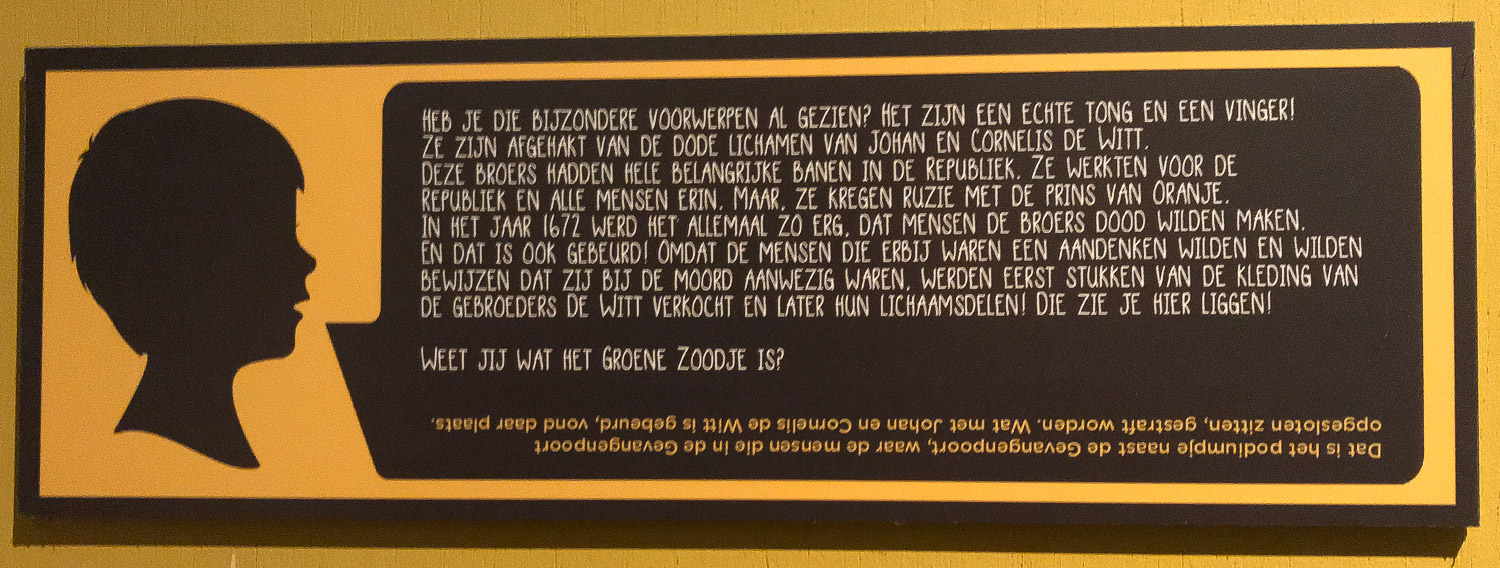 Heb je die bijzondere voorwerpen al gezien? Het zijn een echte tong en een vinger!
Ze zijn afgehakt van de dode lichamen van Johan en Cornelis de Witt.
Deze broers hadden hele belangrijke banen in de Republiek. Ze werkten voor de
Republiek en alle mensen erin. Maar, ze kregen ruzie met de prins van Oranje.
In het jaar 1672 werd het allemaal zo erg, dat mensen de broers dood wilden maken.
En dat is ook gebeurd! Omdat de mensen die erbij waren een aandenken wilden en wilden
bewijzen dat zij bij de moord aanwezig waren, werden eerst stukken van de kleding van
de gebroeders De Witt verkocht en later hun lichaamsdelen! Die zie je hier liggen!
Weet jij wat het Groene Zoodje is?
Dat is het podiumpje naast de Gevangenpoort, waar de mensen die in de Gevangenpoort
opgesloten zitten, gestraft worden. Wat met Johan en Cornelis de Witt is gebeurd, vond daar plaats.